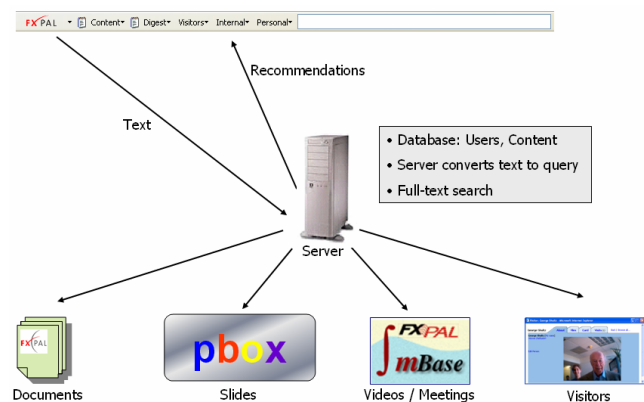 FXPAL Content Digest Visitors Internal Personal
Recommendations
Text
• Database: Users, Content
• Server converts text to query
• Full-text search
Server
FXPAL
pbox
FXPAL
mBase
Documents
Slides
Videos / Meetings
Visitors